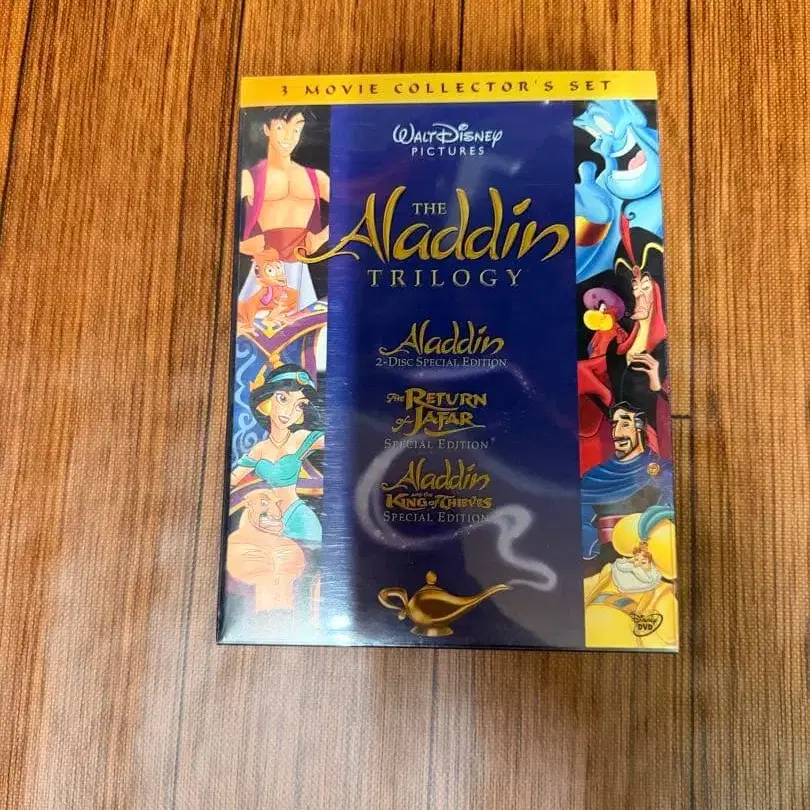 3 MOVIE COLLECTOR'S SET
WALT DISNEY
PICTURES
THE
Aladdin
TRILOGY
Aladdin
2-DISC SPECIAL EDITION
THE RETURN
of JAFAR
SPECIAL EDITION
Aladdin
AND THE
KING OF THIEVES
SPECIAL EDITION
Disney
DVD